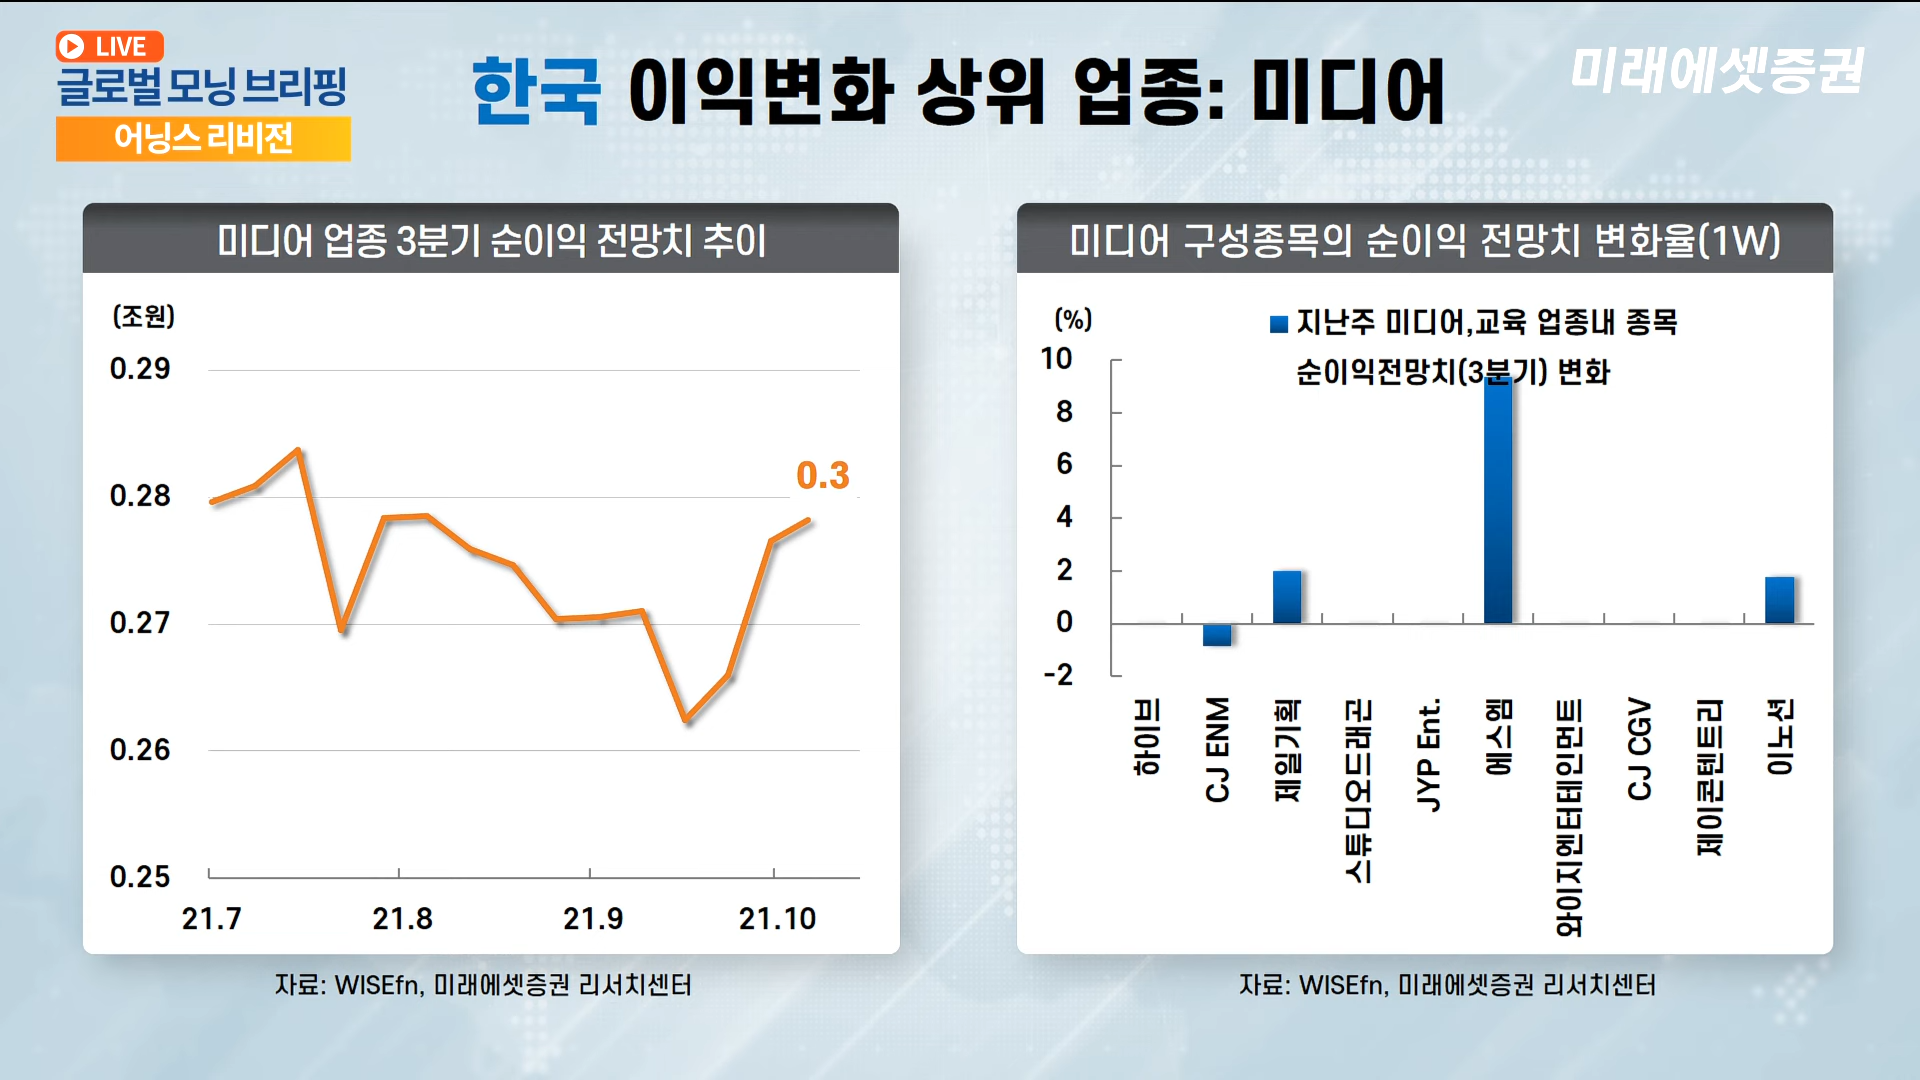 LIVE
글로벌 모닝 브리핑
어닝스 리비전
한국 이익변화 상위 업종: 미디어
미래에셋증권
미디어 업종 3분기 순이익 전망치 추이
(조원)
0.29
0.28
0.27
0.26
0.25
0.3
21.7 21.8 21.9 21.10
자료: WISEfn, 미래에셋증권 리서치센터
미디어 구성종목의 순이익 전망치 변화율(1W)
(%)
지난주 미디어,교육 업종내 종목
순이익전망치(3분기) 변화
10
8
6
4
2
0
-2
하이브
CJ ENM
제일기획
스튜디오드래곤
JYP Ent.
에스엠
와이지엔터테인먼트
CJ CGV
제이콘텐트리
이노션
자료: WISEfn, 미래에셋증권 리서치센터